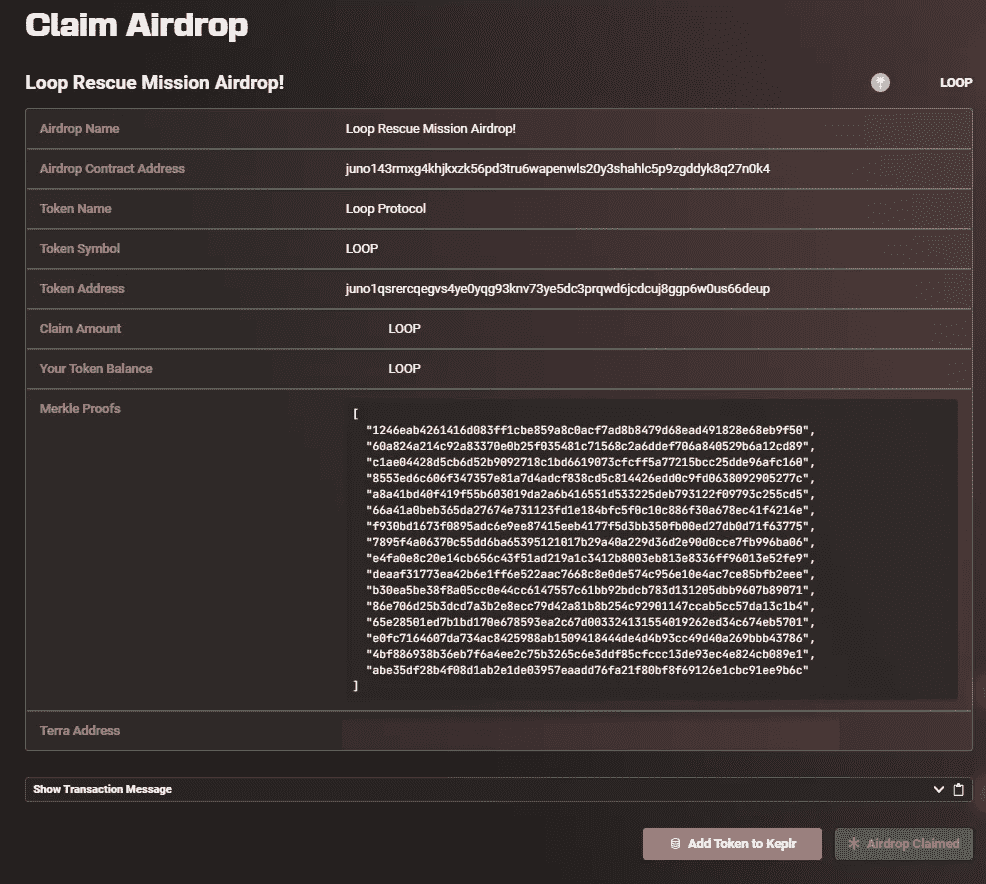 Claim Airdrop
Loop Rescue Mission Airdrop! LOOP
Airdrop Name Loop Rescue Mission Airdrop!
Airdrop Contract Address juno143rmxg4khjkxzk56pd3tru6wapenwls20y3shahlc5p9zgddyk8q27n0k4
Token Name Loop Protocol
Token Symbol LOOP
Token Address juno1qsrercqegvs4ye0yqg93knv73ye5dc3prqwd6jcdcuj8ggp6w0us66deup
Claim Amount LOOP
Your Token Balance LOOP
Merkle Proofs [
"1246eab4261416d083ff1cbe859a8c0acf7ad8b8479d68ead491828e68eb9f50",
"60a824a214c92a83370e0b25f035481c71568c2a6ddef706a840529b6a12cd89",
"c1ae04428d5cb6d52b9092718c1bd6619073cfcff5a77215bcc25dde96afc160",
"8553ed6c606f347357e81a7d4adcf838cd5c814426edd0c9fd0638092905277c",
"a8a41bd40f419f55b603019da2a6b416551d533225deb793122f09793c255cd5",
"66a41a0beb365da27674e731123fd1e184bfc5f0c10c886f30a678ec41f4214e",
"f930bd1673f0895adc6e9ee87415eeb4177f5d3bb350fb00ed27db0d71f63775",
"7895f4a06370c55dd6ba65395121017b29a40a229d36d2e90d0cce7fb996ba06",
"e4fa0e8c20e14cb656c43f51ad219a1c3412b8003eb813e8336ff96013e52fe9",
"deaaf31773ea42b6e1ff6e522aac7668c8e0de574c956e10e4ac7ce85bfb2eee",
"b30ea5be38f8a05cc0e44cc6147557c61bb92bdcb783d131205dbb9607b89071",
"86e706d25b3dcd7a3b2e8ecc79d42a81b8b254c92901147ccab5cc57da13c1b4",
"65e28501ed7b1bd170e678593ea2c67d003324131554019262ed34c674eb5701",
"e0fc7164607da734ac8425988ab1509418444de4d4b93cc49d40a269bbb43786",
"4bf886938b36eb7f6a4ee2c75b3265c6e3ddf85cfccc13de93ec4e824cb089e1",
"abe35df28b4f08d1ab2e1de03957eaadd76fa21f80bf8f69126e1cbc91ee9b6c"
]
Terra Address
Show Transaction Message
Add Token to Keplr Airdrop Claimed